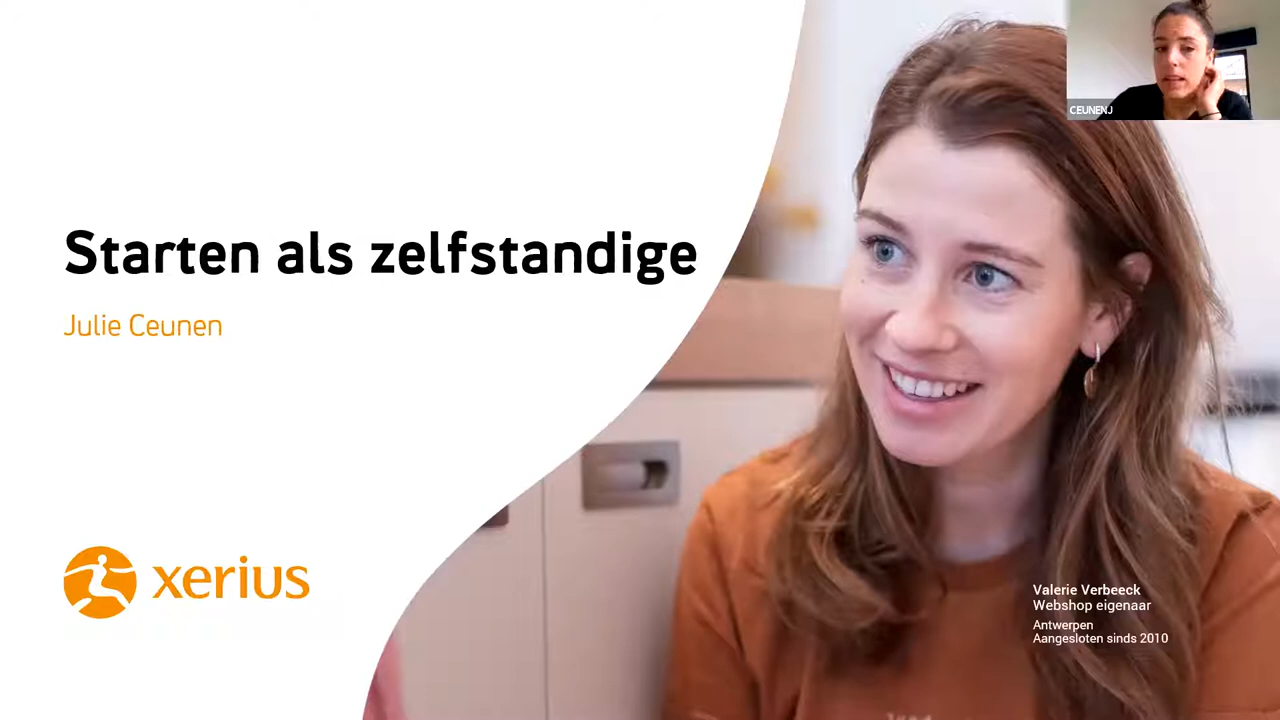 CEUNENJ
Starten als zelfstandige
Julie Ceunen
xerius
Valerie Verbeeck
Webshop eigenaar
Antwerpen
Aangesloten sinds 2010